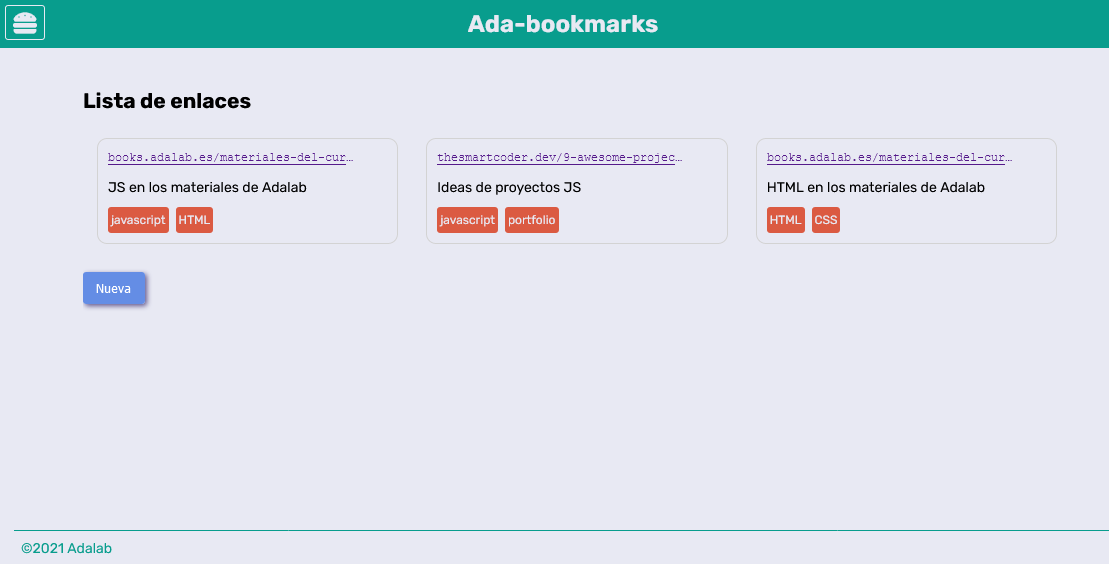 Ada-bookmarks
Lista de enlaces
books.adalab.es/materiales-del-cur…
JS en los materiales de Adalab
javascript HTML
thesmartcoder.dev/9-awesome-projec…
Ideas de proyectos JS
javascript portfolio
books.adalab.es/materiales-del-cur…
HTML en los materiales de Adalab
HTML CSS
Nueva
©2021 Adalab